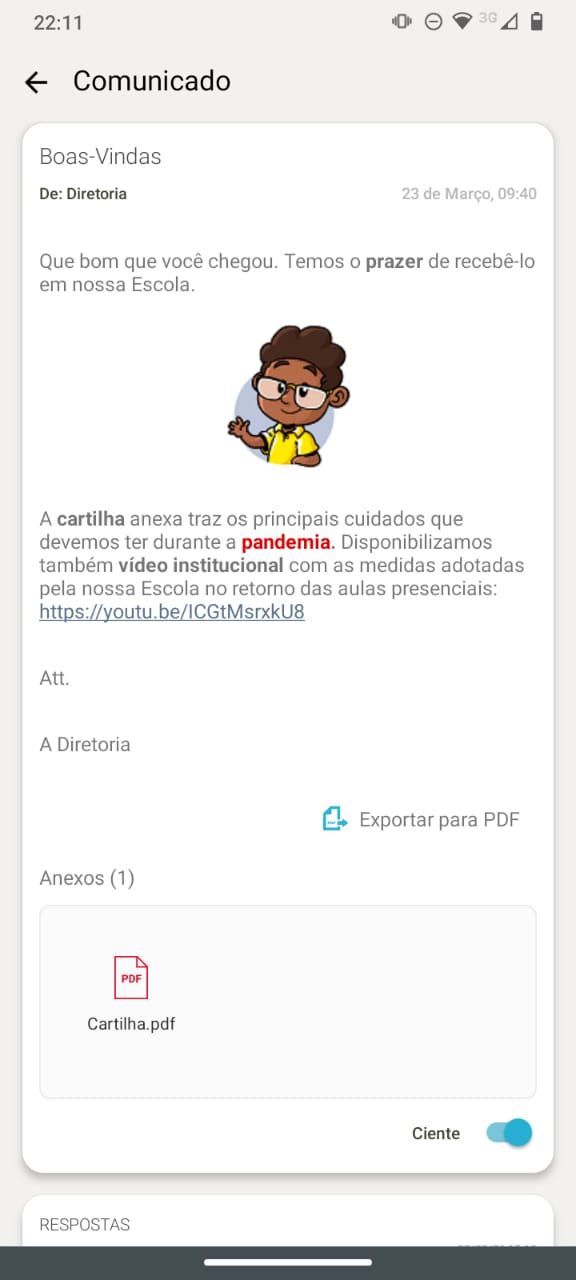 22:11
3G
Comunicado
Boas-Vindas
De: Diretoria
23 de Março, 09:40
Que bom que você chegou. Temos o prazer de recebê-lo
em nossa Escola.
A cartilha anexa traz os principais cuidados que
devemos ter durante a pandemia. Disponibilizamos
também vídeo institucional com as medidas adotadas
pela nossa Escola no retorno das aulas presenciais:
https://youtu.be/ICGtMsrxkU8
Att.
A Diretoria
Exportar para PDF
Anexos (1)
PDF
Cartilha.pdf
Ciente
RESPOSTAS